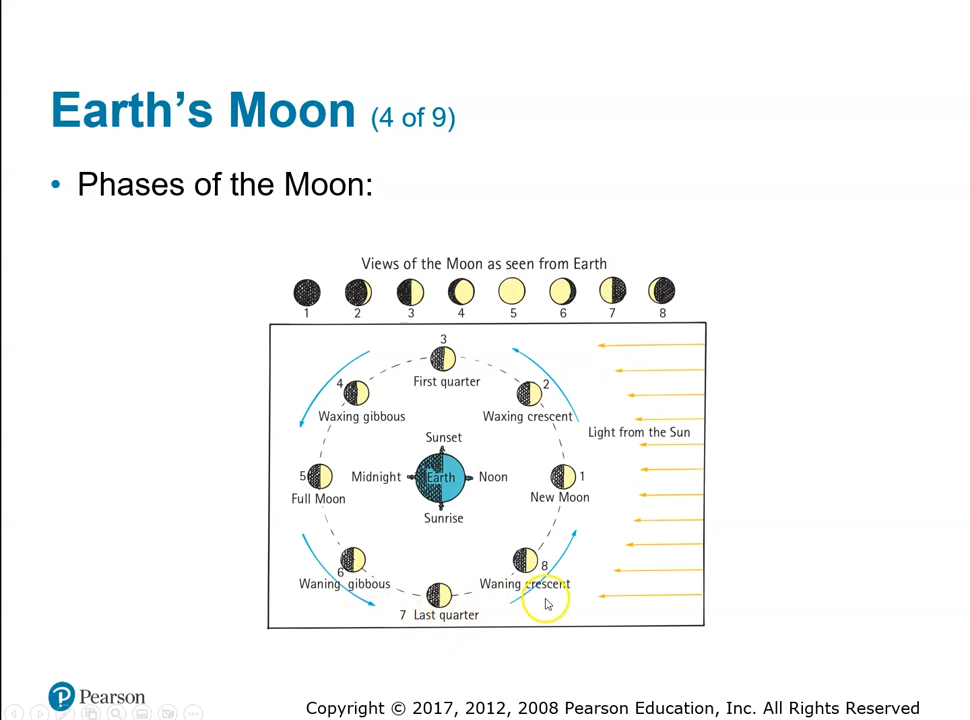 Earth's Moon (4 of 9)
• Phases of the Moon:
Views of the Moon as seen from Earth
1 2 3 4 5 6 7 8
3
First quarter
4 2
Waxing gibbous Waxing crescent
Light from the Sun
Sunset
5 Midnight Earth Noon 1
Full Moon New Moon
Sunrise
6 8
Waning gibbous Waning crescent
7 Last quarter
P Pearson
Copyright © 2017, 2012, 2008 Pearson Education, Inc. All Rights Reserved